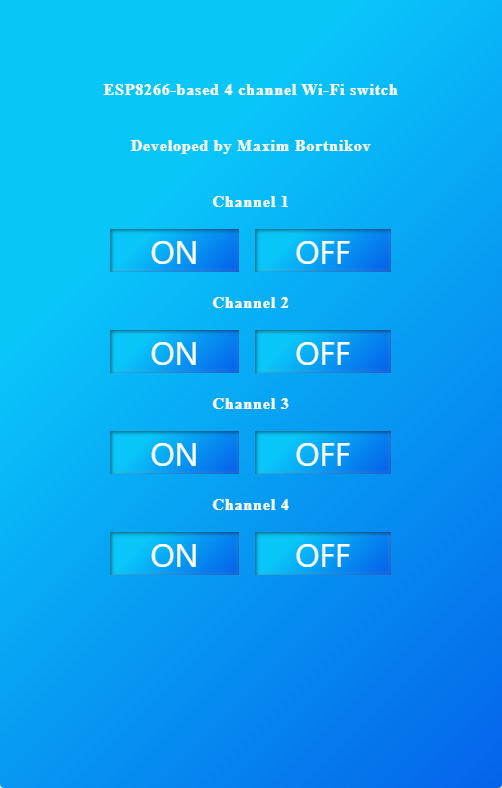 ESP8266-based 4 channel Wi-Fi switch
Developed by Maxim Bortnikov
Channel 1
ON OFF
Channel 2
ON OFF
Channel 3
ON OFF
Channel 4
ON OFF